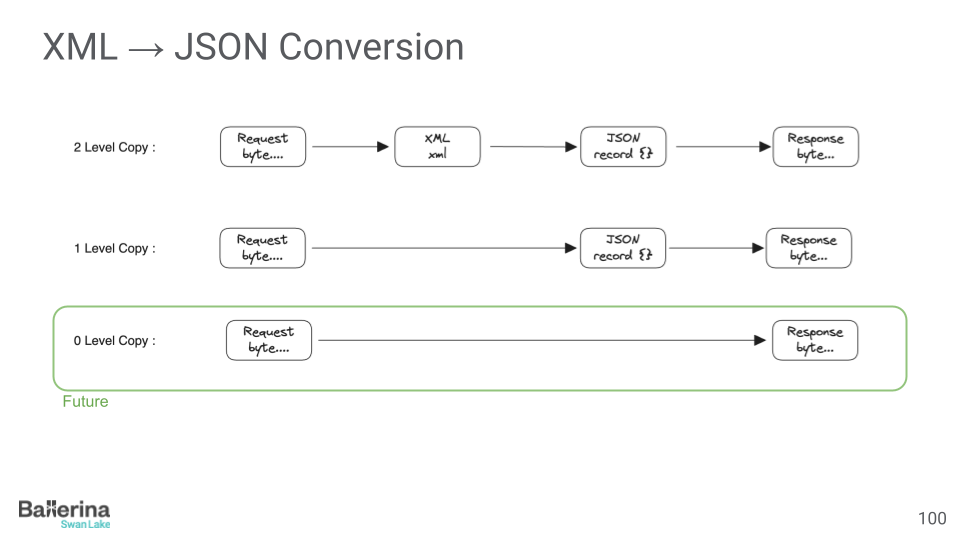 XML → JSON Conversion
2 Level Copy :
Request
byte....
XML
xml
JSON
record {}
Response
byte...
1 Level Copy :
Request
byte....
JSON
record {}
Response
byte...
0 Level Copy :
Request
byte....
Response
byte...
Future
Ballerina
Swan Lake
100